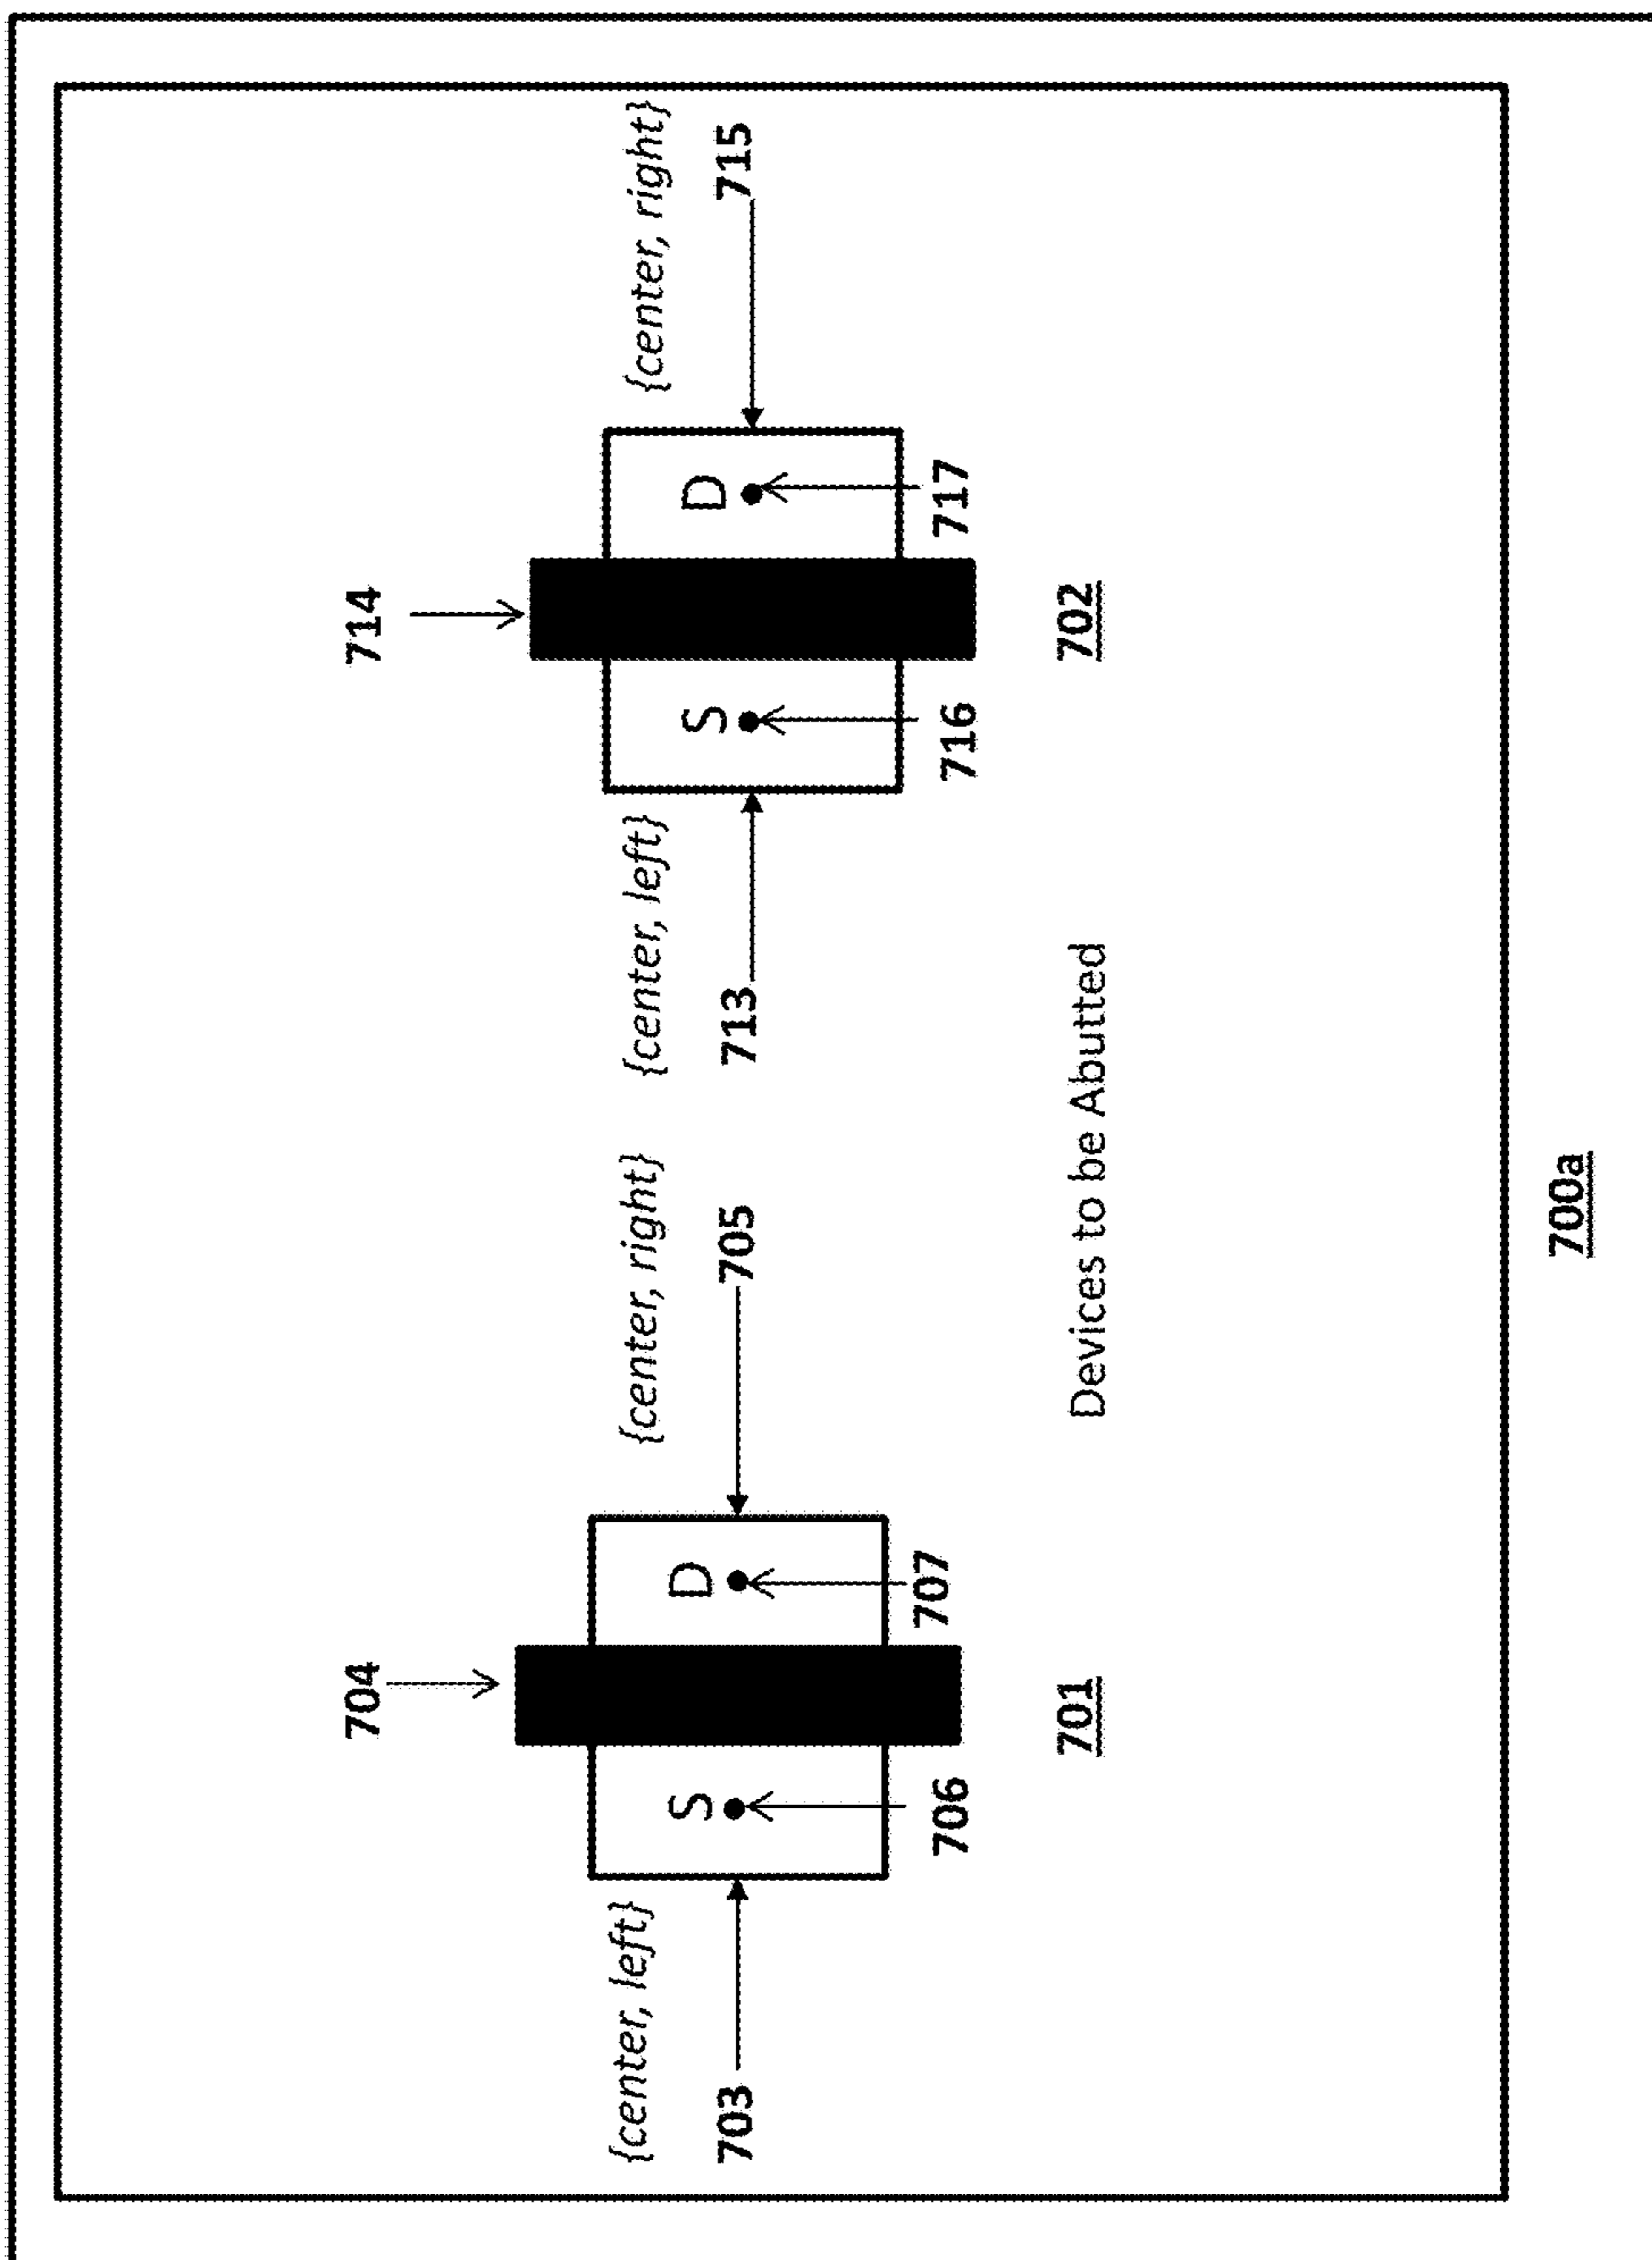 704
714
{center, left}
{center, right}
{center, left}
{center, right}
703
S
D
705
713
S
D
715
706
707
716
717
701
Devices to be Abutted
702
700a